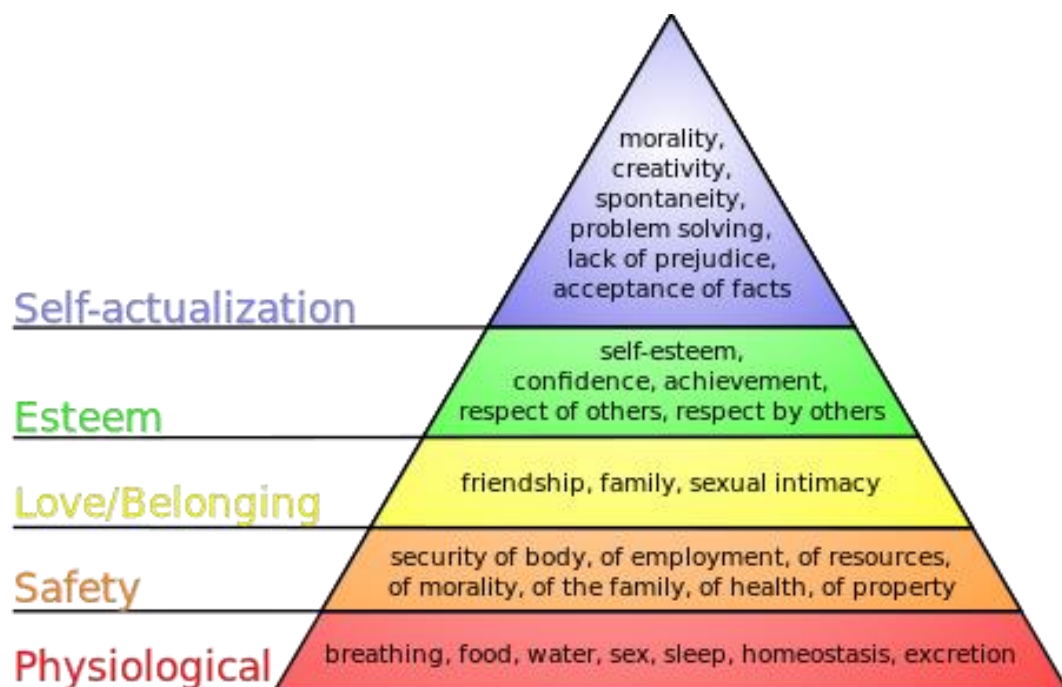 morality,
creativity,
spontaneity,
problem solving,
lack of prejudice,
acceptance of facts
Self-actualization
self-esteem,
confidence, achievement,
respect of others, respect by others
Esteem
friendship, family, sexual intimacy
Love/Belonging
security of body, of employment, of resources,
of morality, of the family, of health, of property
Safety
breathing, food, water, sex, sleep, homeostasis, excretion
Physiological